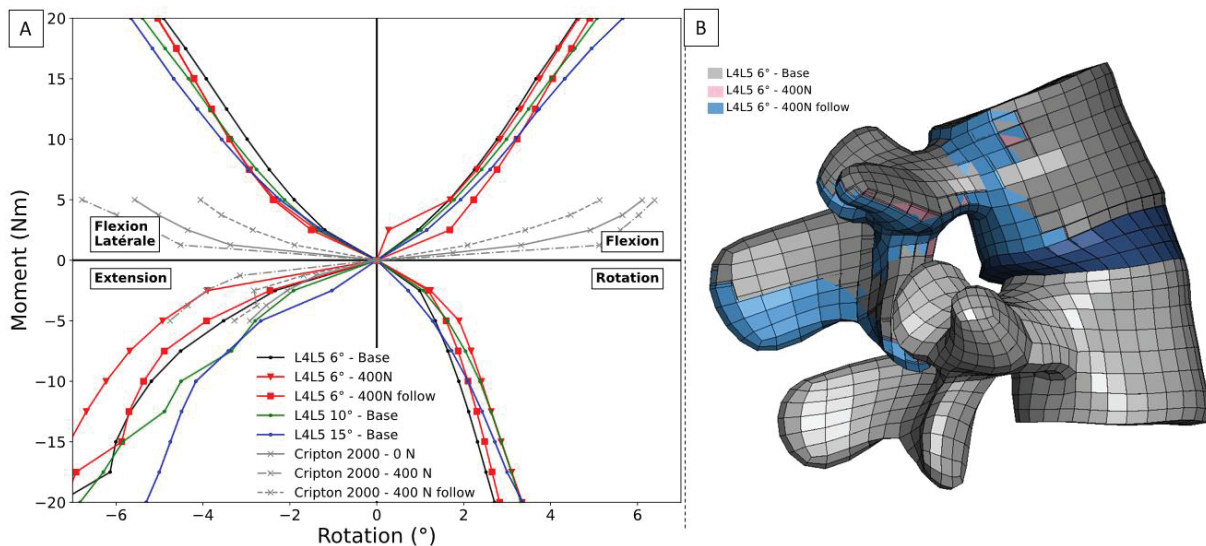 A
20
15
10
5
0
−5
−10
−15
−20
Moment (Nm)
Flexion
Latérale
Flexion
Extension
Rotation
L4L5 6° - Base
L4L5 6° - 400N
L4L5 6° - 400N follow
L4L5 10° - Base
L4L5 15° - Base
Cripton 2000 - 0 N
Cripton 2000 - 400 N
Cripton 2000 - 400 N follow
−6 −4 −2 0 2 4 6
Rotation (°)
B
L4L5 6° - Base
L4L5 6° - 400N
L4L5 6° - 400N follow